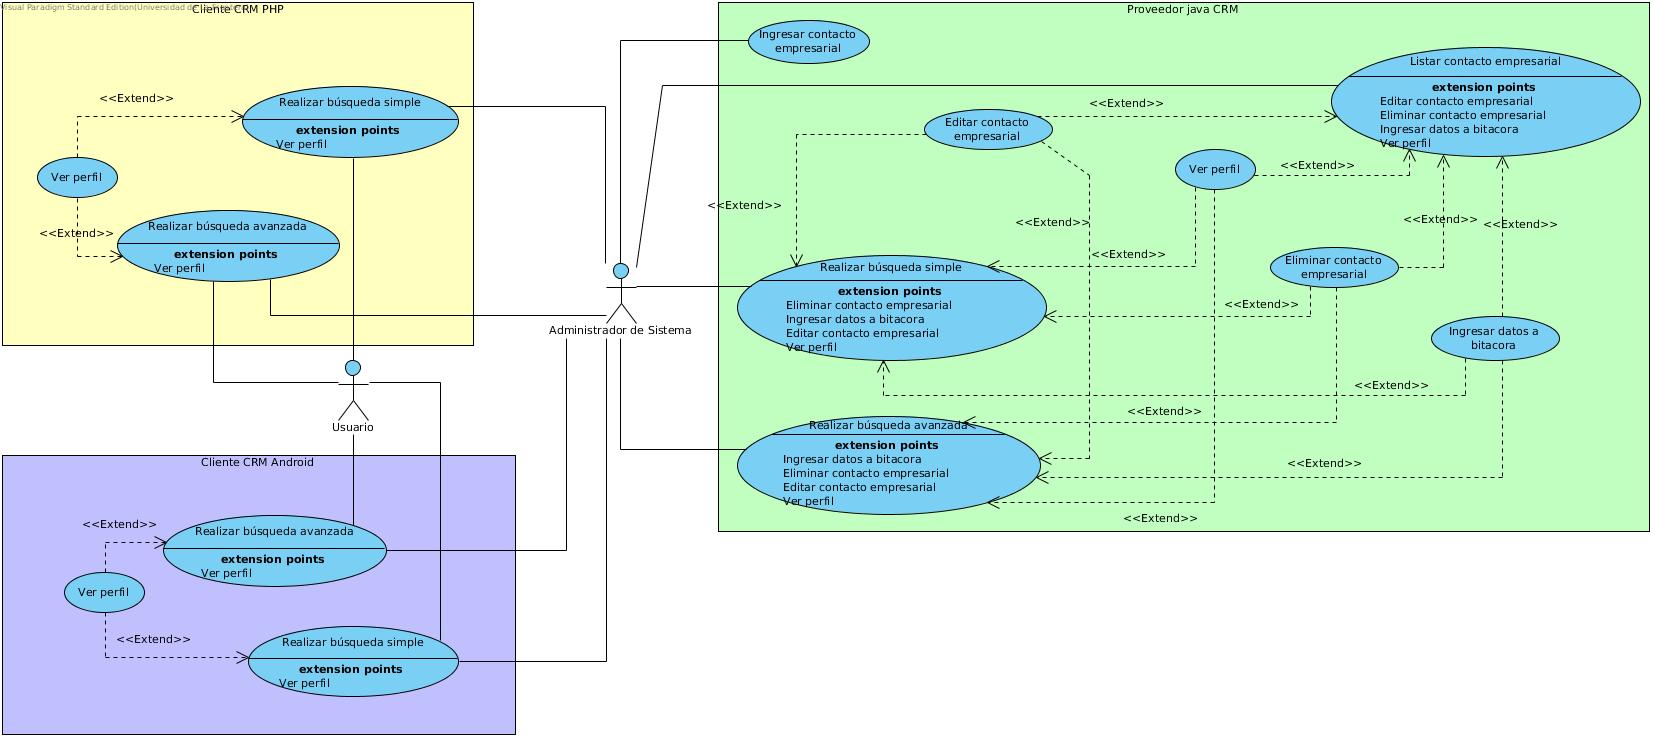 Visual Paradigm Standard Edition(Universidad de
Cliente CRM PHP
<<Extend>>
Realizar búsqueda simple
extension points
Ver perfil
Ver perfil
<<Extend>>
Realizar búsqueda avanzada
extension points
Ver perfil
Administrador de Sistema
Usuario
Cliente CRM Android
<<Extend>>
Realizar búsqueda avanzada
extension points
Ver perfil
Ver perfil
<<Extend>>
Realizar búsqueda simple
extension points
Ver perfil
Proveedor java CRM
Ingresar contacto
empresarial
Listar contacto empresarial
extension points
Editar contacto empresarial
Eliminar contacto empresarial
Ingresar datos a bitacora
Ver perfil
<<Extend>>
Editar contacto
empresarial
Ver perfil
<<Extend>>
<<Extend>>
<<Extend>>
<<Extend>>
<<Extend>>
<<Extend>>
Eliminar contacto
empresarial
Realizar búsqueda simple
extension points
Eliminar contacto empresarial
Ingresar datos a bitacora
Editar contacto empresarial
Ver perfil
<<Extend>>
Ingresar datos a
bitacora
<<Extend>>
<<Extend>>
Realizar búsqueda avanzada
extension points
Ingresar datos a bitacora
Eliminar contacto empresarial
Editar contacto empresarial
Ver perfil
<<Extend>>
<<Extend>>